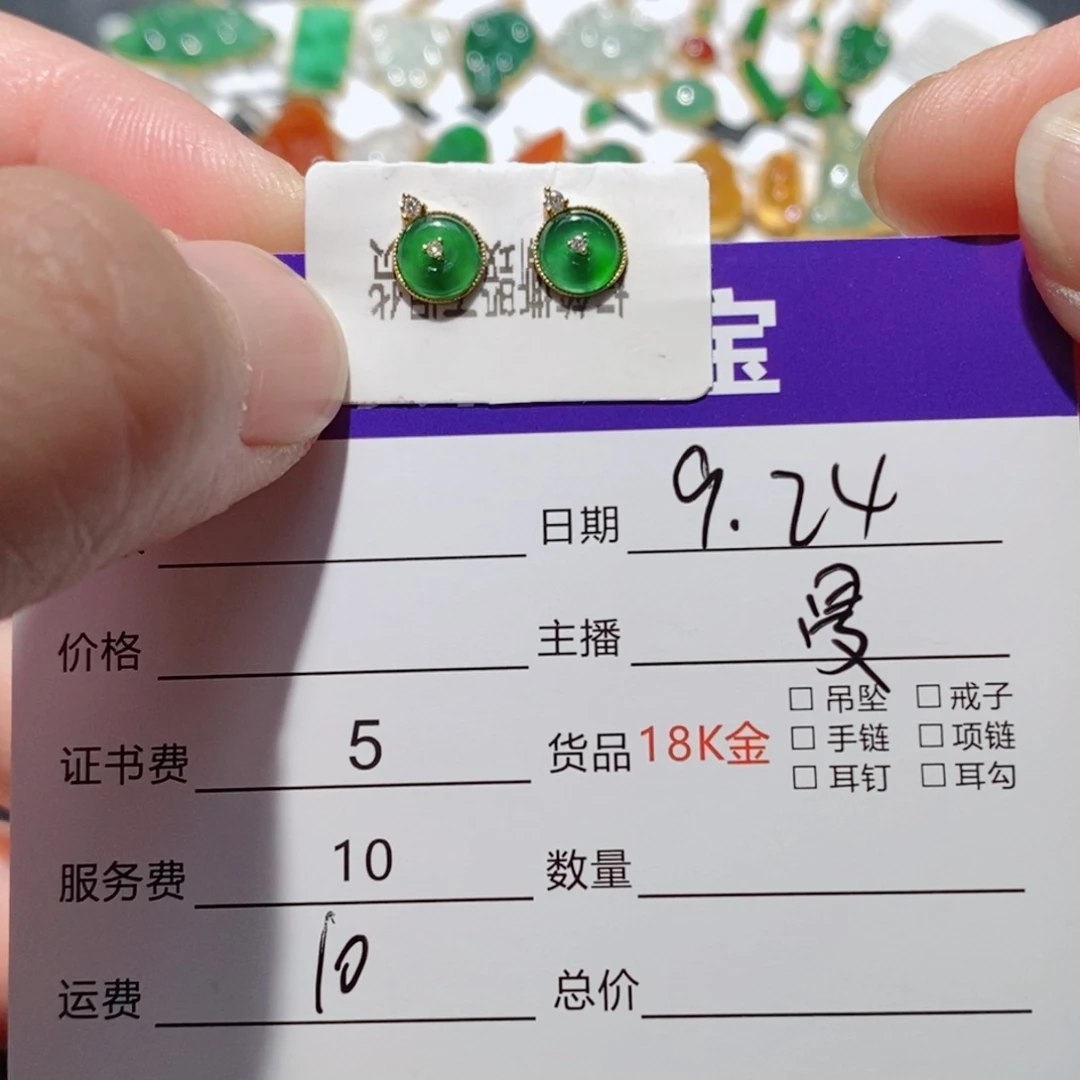 宝
日期 9.24
价格 主播 曼
证书费 5 货品 18K金 □ 吊坠 □ 戒子
□ 手链 □ 项链
□ 耳钉 □ 耳勾
服务费 10 数量
运费 10 总价